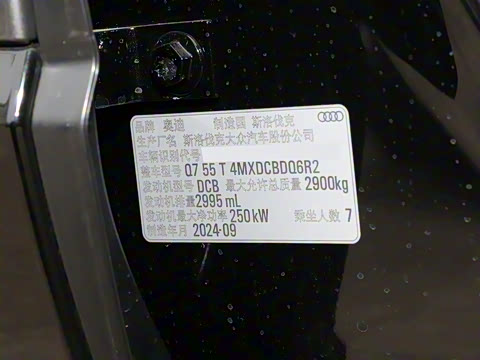 品牌 奥迪 制造国 斯洛伐克
生产厂名 斯洛伐克大众汽车股份公司
车辆识别代号
整车型号 Q7 55 T 4MXDCBDQ6R2
发动机型号 DCB 最大允许总质量 2900kg
发动机排量 2995 mL
发动机最大净功率 250 kW 乘坐人数 7
制造年月 2024-09